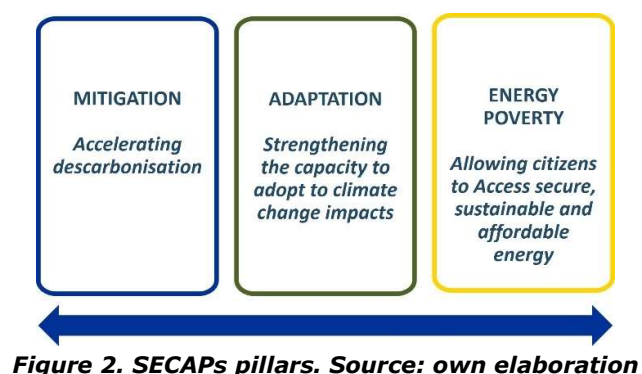 MITIGATION
Accelerating
descarbonisation
ADAPTATION
Strengthening
the capacity to
adopt to climate
change impacts
ENERGY
POVERTY
Allowing citizens
to Access secure,
sustainable and
affordable
energy
Figure 2. SECAPs pillars. Source: own elaboration